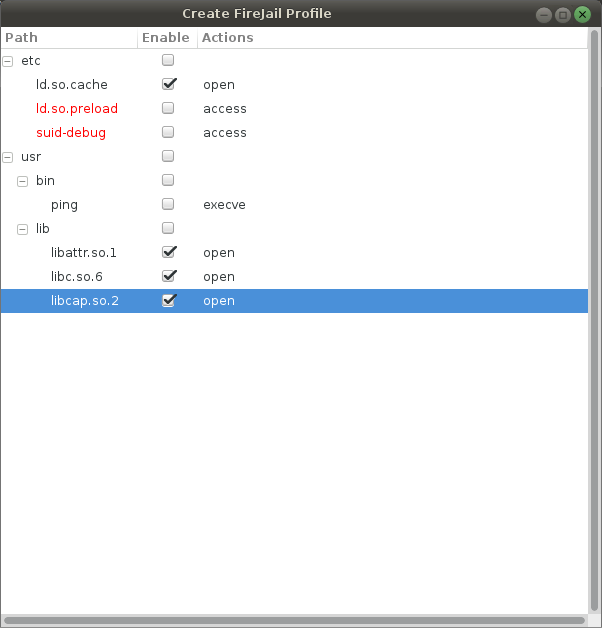 Create FireJail Profile
Path Enable Actions
etc
ld.so.cache open
ld.so.preload access
suid-debug access
usr
bin
ping execve
lib
libattr.so.1 open
libc.so.6 open
libcap.so.2 open